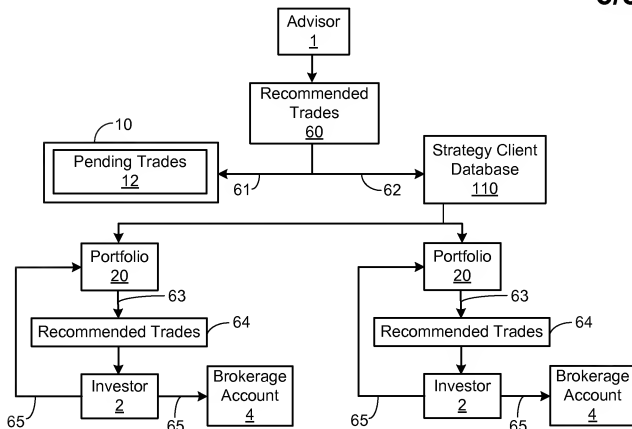 Advisor
1
Recommended
Trades
60
10
Pending Trades
12
61
62
Strategy Client
Database
110
Portfolio
20
63
Recommended Trades
64
Investor
2
65
65
Brokerage
Account
4
Portfolio
20
63
Recommended Trades
64
Investor
2
65
65
Brokerage
Account
4